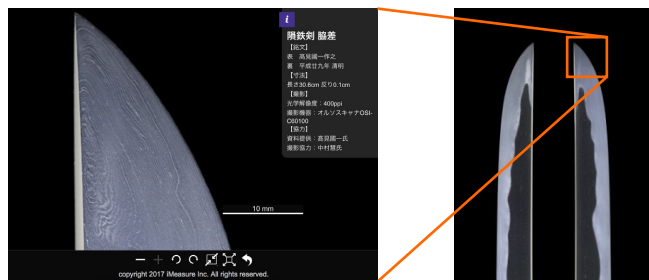 i
隕鉄剣 脇差
【銘文】
表 高見國一作之
裏 平成廿九年 清明
【寸法】
長さ30.6cm 反り0.1cm
【撮影】
光学解像度：400ppi
撮影機器：オルソスキャナOSI-
C60100
【協力】
資料提供：高見國一氏
撮影協力：中村慧氏
10 mm
copyright 2017 iMeasure Inc. All rights reserved.